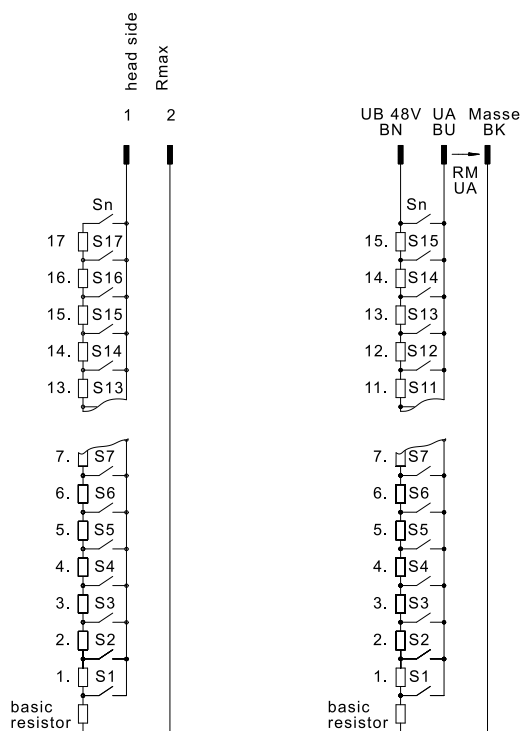 head side
Rmax
1 2
Sn
17 S17
16. S16
15. S15
14. S14
13. S13
7. S7
6. S6
5. S5
4. S4
3. S3
2. S2
1. S1
basic
resistor
UB 48V UA Masse
BN BU BK
RM
UA
Sn
15. S15
14. S14
13. S13
12. S12
11. S11
7. S7
6. S6
5. S5
4. S4
3. S3
2. S2
1. S1
basic
resistor